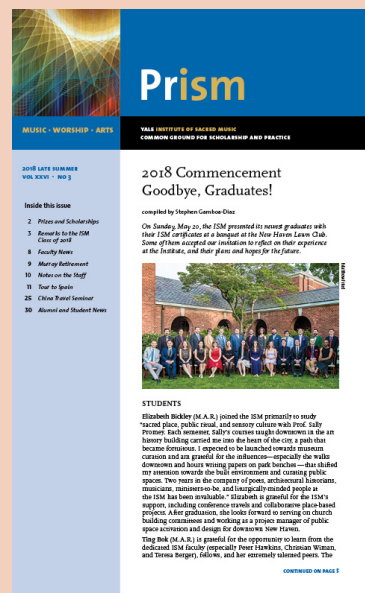 Prism
MUSIC · WORSHIP · ARTS
YALE INSTITUTE OF SACRED MUSIC
COMMON GROUND FOR SCHOLARSHIP AND PRACTICE
2018 LATE SUMMER
VOL XXVI · NO 3
Inside this issue
2 Prizes and Scholarships
3 Remarks to the ISM
Class of 2018
8 Faculty News
9 Murray Retirement
10 Notes on the Staff
11 Tour to Spain
25 China Travel Seminar
30 Alumni and Student News
2018 Commencement
Goodbye, Graduates!
compiled by Stephen Gamboa-Diaz
On Sunday, May 20, the ISM presented its newest graduates with
their ISM certificates at a banquet at the New Haven Lawn Club.
Some of them accepted our invitation to reflect on their experience
at the Institute, and their plans and hopes for the future.
STUDENTS
Elizabeth Bickley (M.A.R.) joined the ISM primarily to study
“sacred place, public ritual, and sensory culture with Prof. Sally
Promey. Each semester, Sally's courses taught downtown in the art
history building carried me into the heart of the city, a path that
became fortuitous. I expected to be launched towards museum
curation and am grateful for the influences—especially the walks
downtown and hours writing papers on park benches—that shifted
my attention towards the built environment and curating public
spaces. Two years in the company of poets, architectural historians,
musicians, ministers-to-be, and liturgically-minded people at
the ISM has been invaluable.” Elizabeth is grateful for the ISM's
support, including conference travels and collaborative place-based
projects. After graduation, she looks forward to serving on church
building committees and working as a project manager of public
space activation and design for downtown New Haven.
Ting Bok (M.A.R.) is grateful for the opportunity to learn from the
dedicated ISM faculty (especially Peter Hawkins, Christian Wiman,
and Teresa Berger), fellows, and her extremely talented peers. The
CONTINUED ON PAGE 5